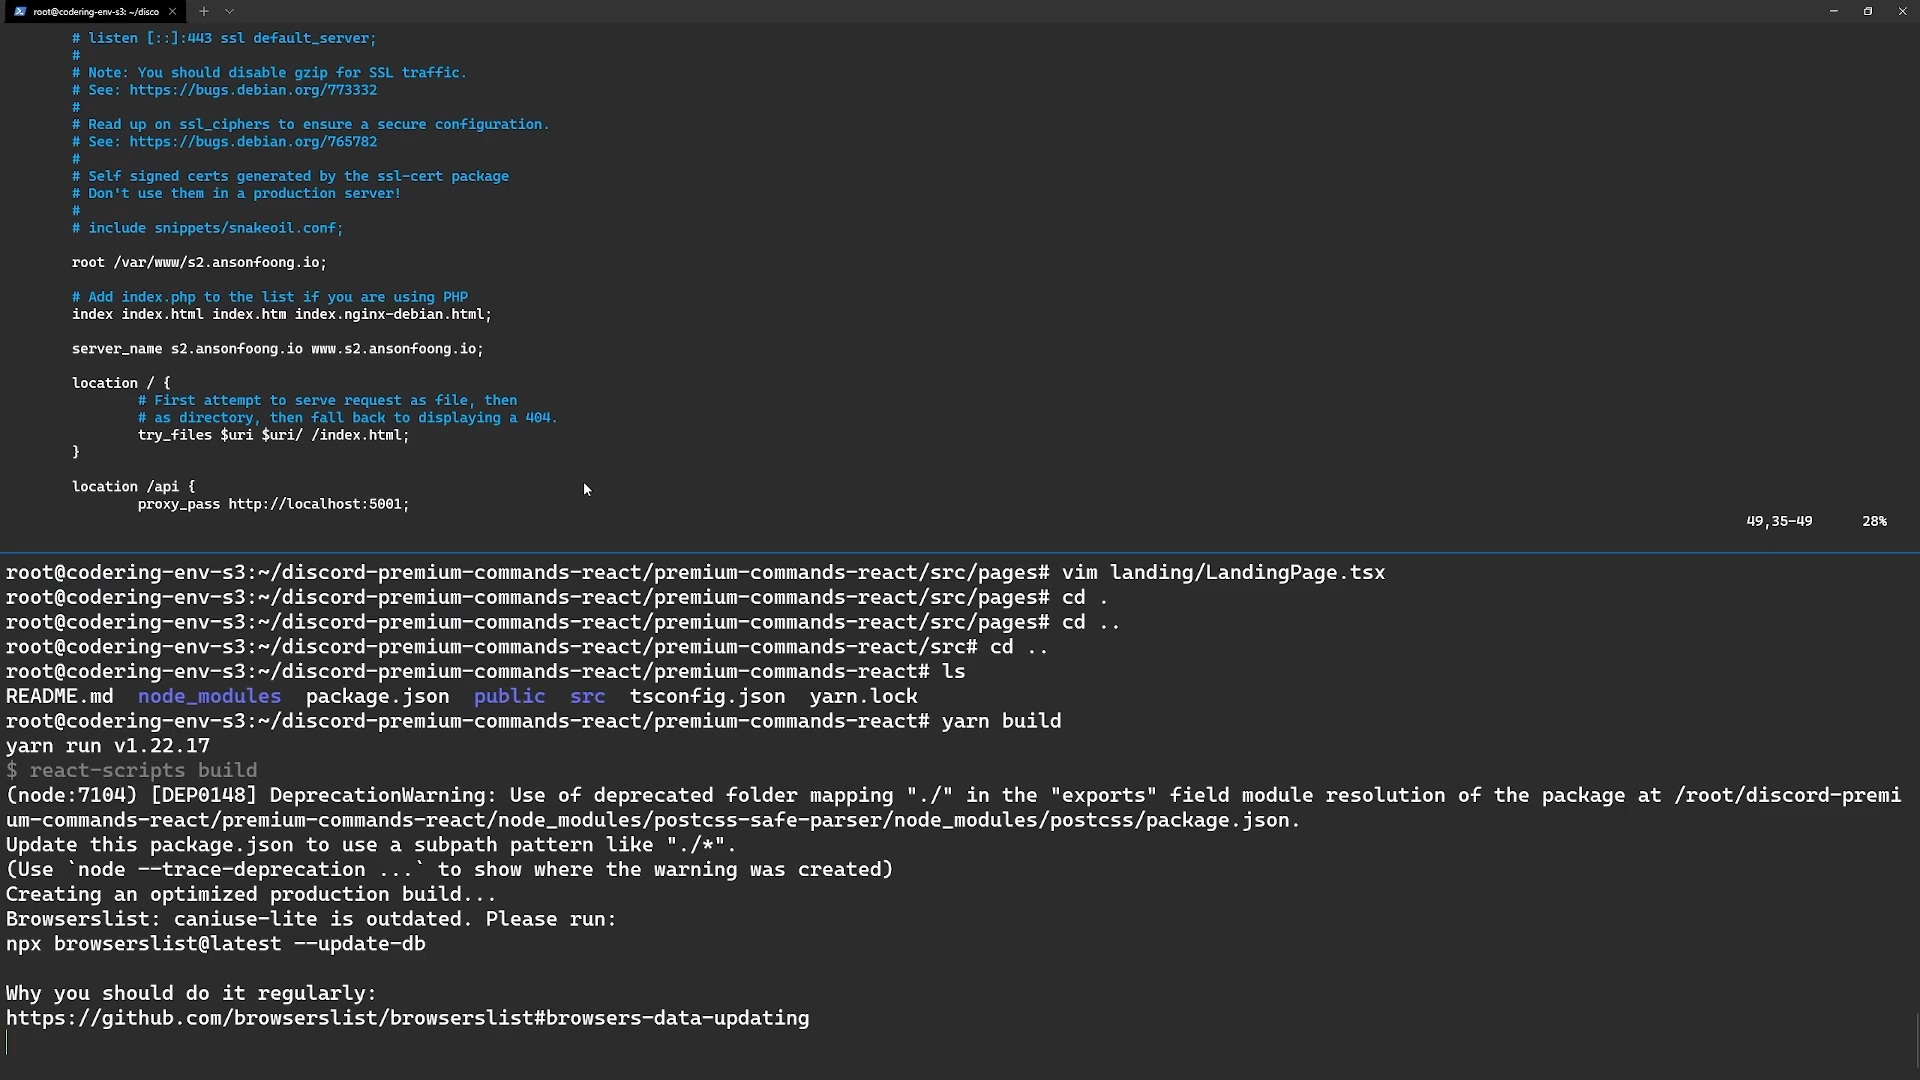 root@codering-env-s3: ~/disco
# listen [::]:443 ssl default_server;
#
# Note: You should disable gzip for SSL traffic.
# See: https://bugs.debian.org/773332
#
# Read up on ssl_ciphers to ensure a secure configuration.
# See: https://bugs.debian.org/765782
#
# Self signed certs generated by the ssl-cert package
# Don't use them in a production server!
#
# include snippets/snakeoil.conf;
root /var/www/s2.ansonfoong.io;
# Add index.php to the list if you are using PHP
index index.html index.htm index.nginx-debian.html;
server_name s2.ansonfoong.io www.s2.ansonfoong.io;
location / {
# First attempt to serve request as file, then
# as directory, then fall back to displaying a 404.
try_files $uri $uri/ /index.html;
}
location /api {
proxy_pass http://localhost:5001;
49,35-49 28%
root@codering-env-s3:~/discord-premium-commands-react/premium-commands-react/src/pages# vim landing/LandingPage.tsx
root@codering-env-s3:~/discord-premium-commands-react/premium-commands-react/src/pages# cd .
root@codering-env-s3:~/discord-premium-commands-react/premium-commands-react/src/pages# cd ..
root@codering-env-s3:~/discord-premium-commands-react/premium-commands-react/src# cd ..
root@codering-env-s3:~/discord-premium-commands-react/premium-commands-react# ls
README.md node_modules package.json public src tsconfig.json yarn.lock
root@codering-env-s3:~/discord-premium-commands-react/premium-commands-react# yarn build
yarn run v1.22.17
$ react-scripts build
(node:7104) [DEP0148] DeprecationWarning: Use of deprecated folder mapping "./" in the "exports" field module resolution of the package at /root/discord-premi
um-commands-react/premium-commands-react/node_modules/postcss-safe-parser/node_modules/postcss/package.json.
Update this package.json to use a subpath pattern like "./*".
(Use `node --trace-deprecation ...` to show where the warning was created)
Creating an optimized production build...
Browserslist: caniuse-lite is outdated. Please run:
npx browserslist@latest --update-db
Why you should do it regularly:
https://github.com/browserslist/browserslist#browsers-data-updating